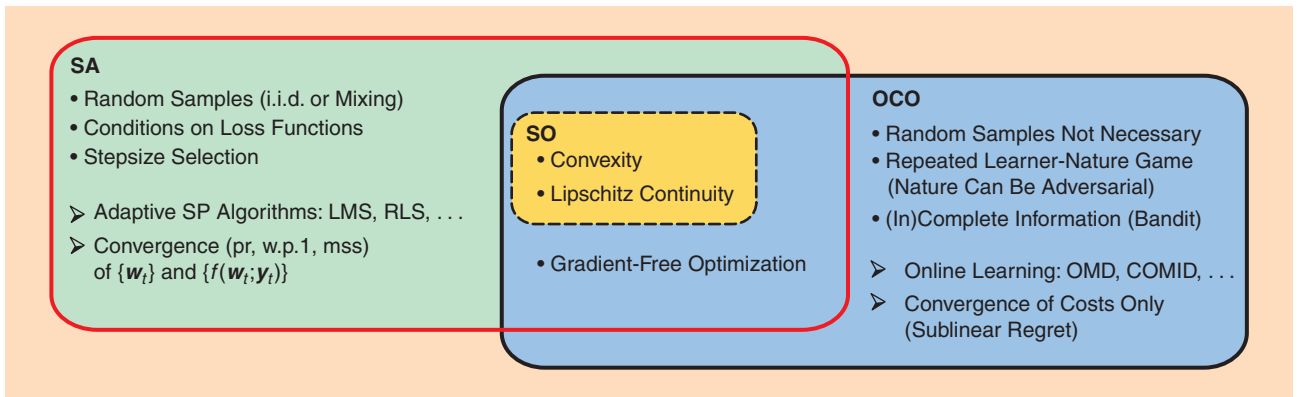 SA
• Random Samples (i.i.d. or Mixing)
• Conditions on Loss Functions
• Stepsize Selection
➢ Adaptive SP Algorithms: LMS, RLS, . . .
➢ Convergence (pr, w.p.1, mss)
of {w_t} and {f(w_t;y_t)}
SO
• Convexity
• Lipschitz Continuity
• Gradient-Free Optimization
OCO
• Random Samples Not Necessary
• Repeated Learner-Nature Game
(Nature Can Be Adversarial)
• (In)Complete Information (Bandit)
➢ Online Learning: OMD, COMID, . . .
➢ Convergence of Costs Only
(Sublinear Regret)